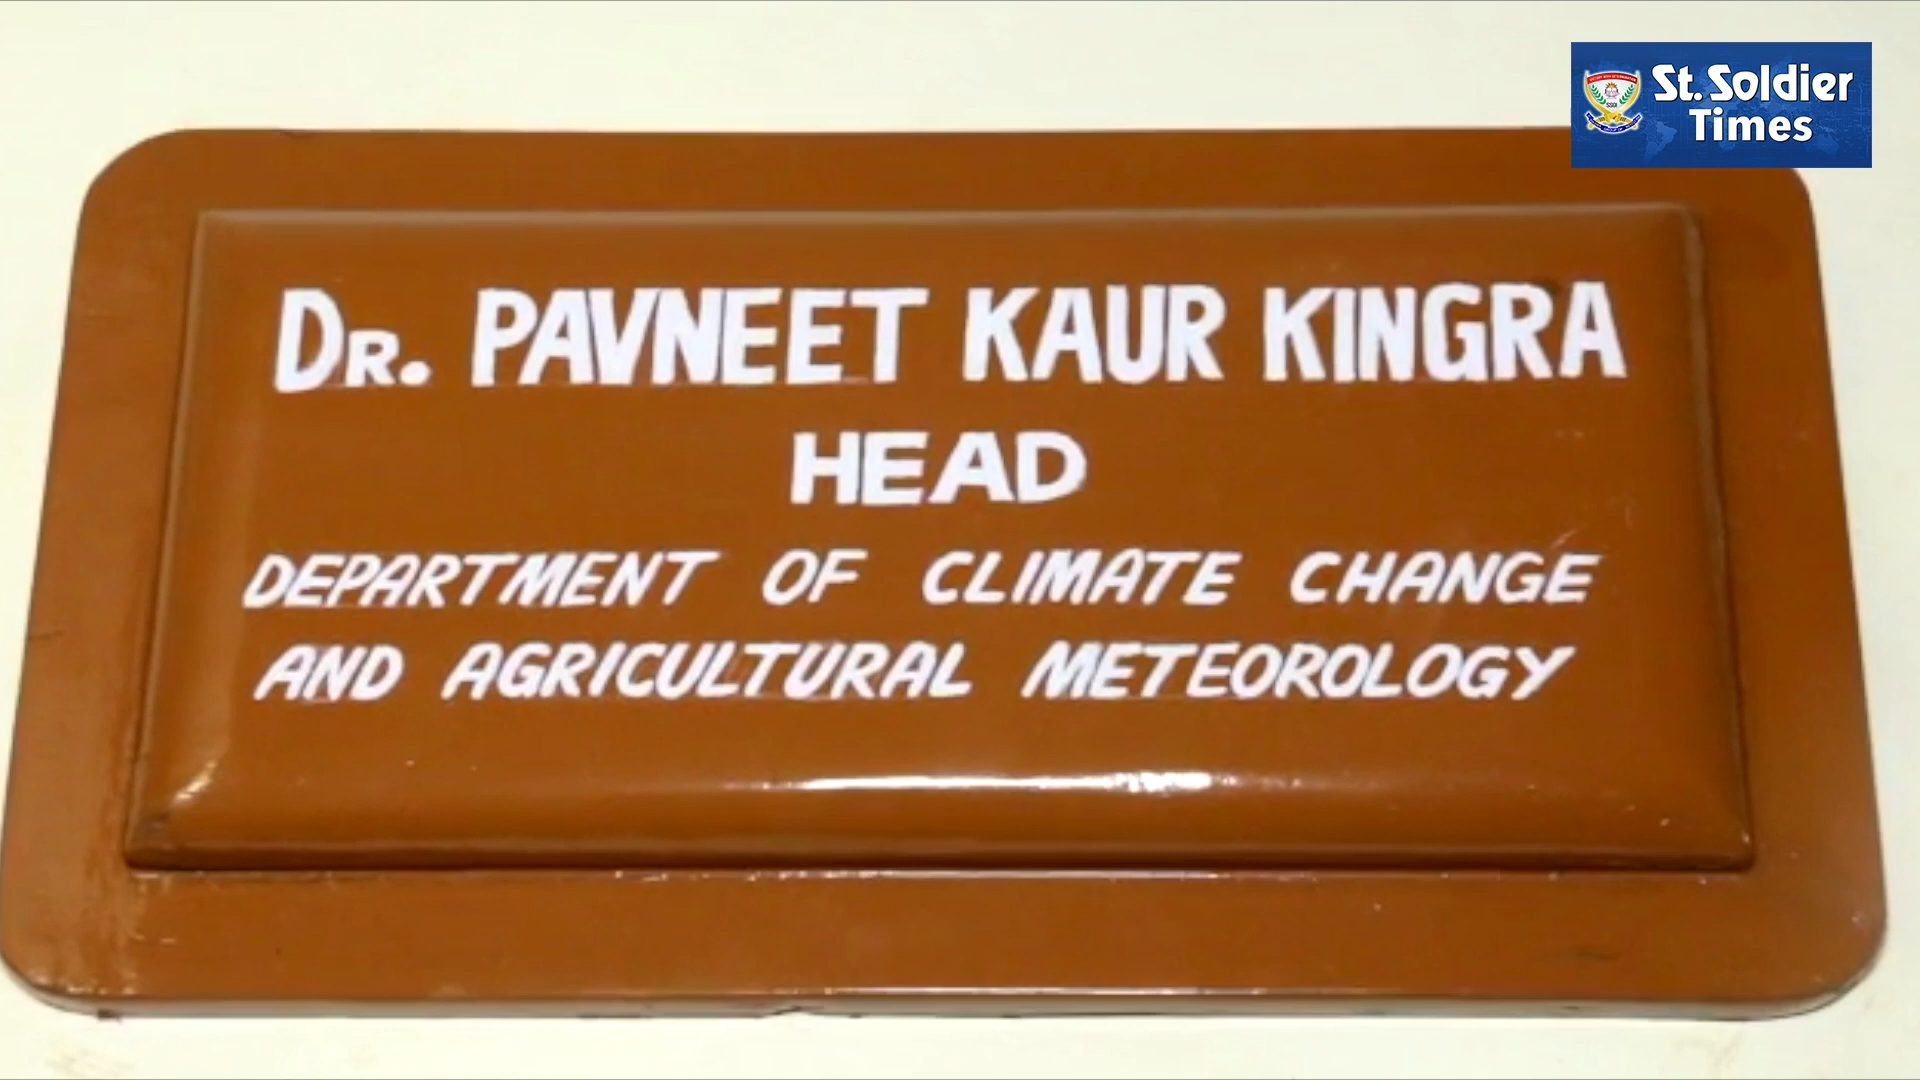 St. Soldier
Times
DR. PAVNEET KAUR KINGRA
HEAD
DEPARTMENT OF CLIMATE CHANGE
AND AGRICULTURAL METEOROLOGY